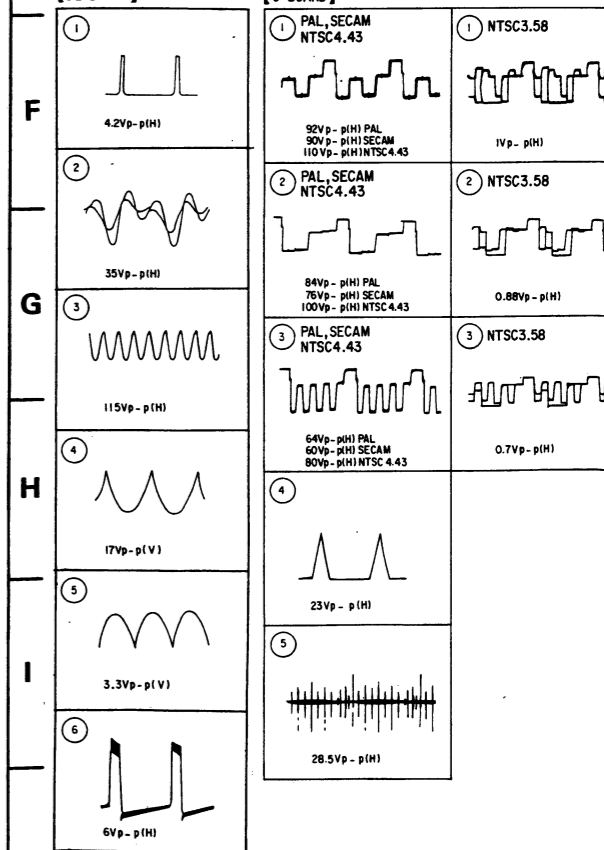 F
G
H
I
1
4.2Vp-p(H)
2
35Vp-p(H)
3
115Vp-p(H)
4
17Vp-p(V)
5
3.3Vp-p(V)
6
6Vp-p(H)
1 PAL,SECAM
NTSC4.43
92Vp-p(H) PAL
90Vp-p(H) SECAM
110Vp-p(H) NTSC4.43
2 PAL,SECAM
NTSC4.43
84Vp-p(H) PAL
76Vp-p(H) SECAM
100Vp-p(H) NTSC4.43
3 PAL,SECAM
NTSC4.43
64Vp-p(H) PAL
60Vp-p(H) SECAM
80Vp-p(H) NTSC 4.43
4
23Vp-p(H)
5
28.5Vp-p(H)
1 NTSC3.58
1Vp-p(H)
2 NTSC3.58
0.88Vp-p(H)
3 NTSC3.58
0.7Vp-p(H)